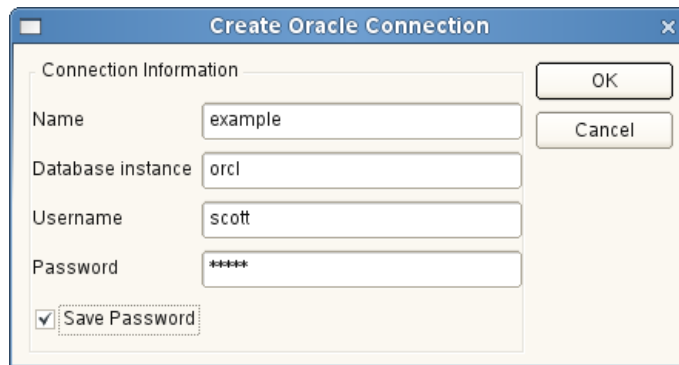 Create Oracle Connection
Connection Information
OK
Name example
Cancel
Database instance orcl
Username scott
Password *****
Save Password